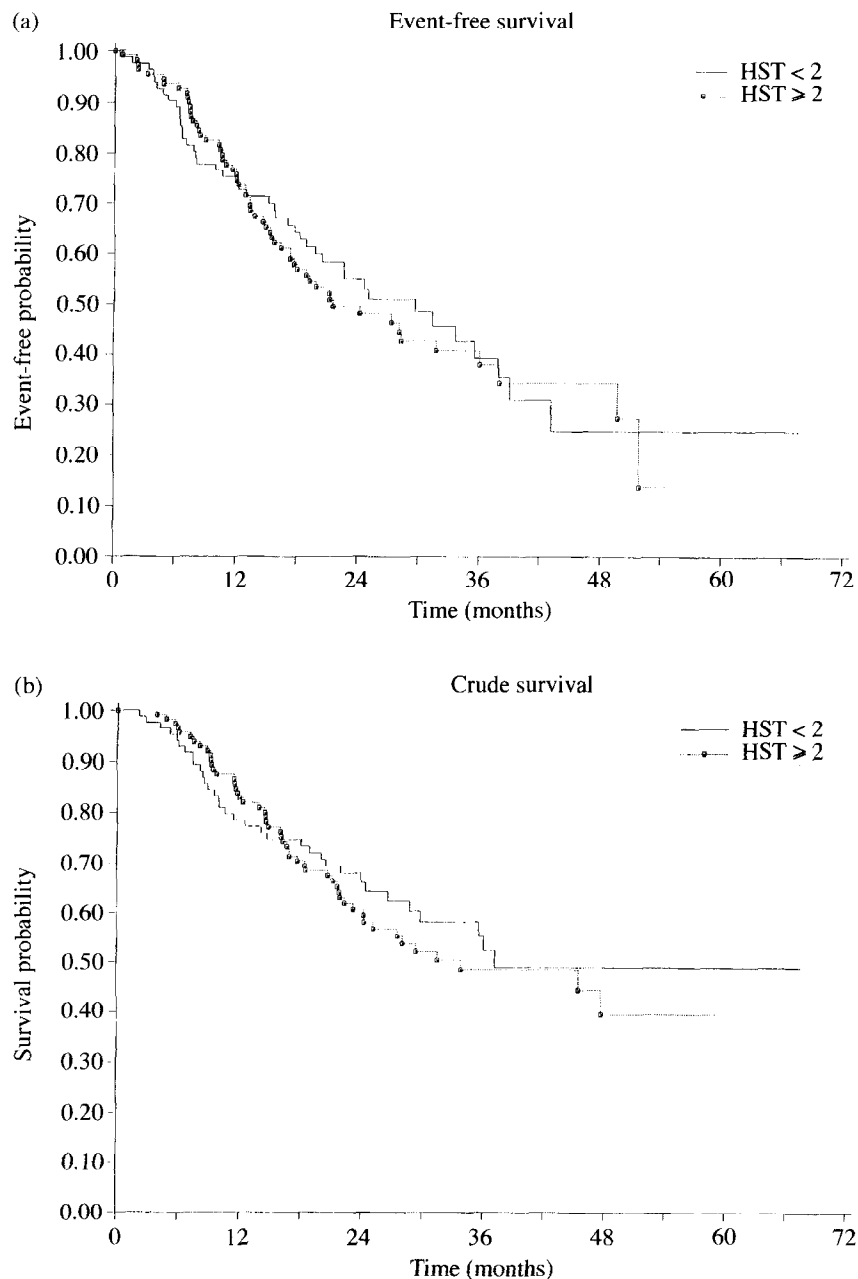 (a)
Event-free survival
1.00
0.90
0.80
0.70
0.60
0.50
0.40
0.30
0.20
0.10
0.00
Event-free probability
HST < 2
HST ⩾ 2
0 12 24 36 48 60 72
Time (months)
(b)
Crude survival
1.00
0.90
0.80
0.70
0.60
0.50
0.40
0.30
0.20
0.10
0.00
Survival probability
HST < 2
HST ⩾ 2
0 12 24 36 48 60 72
Time (months)